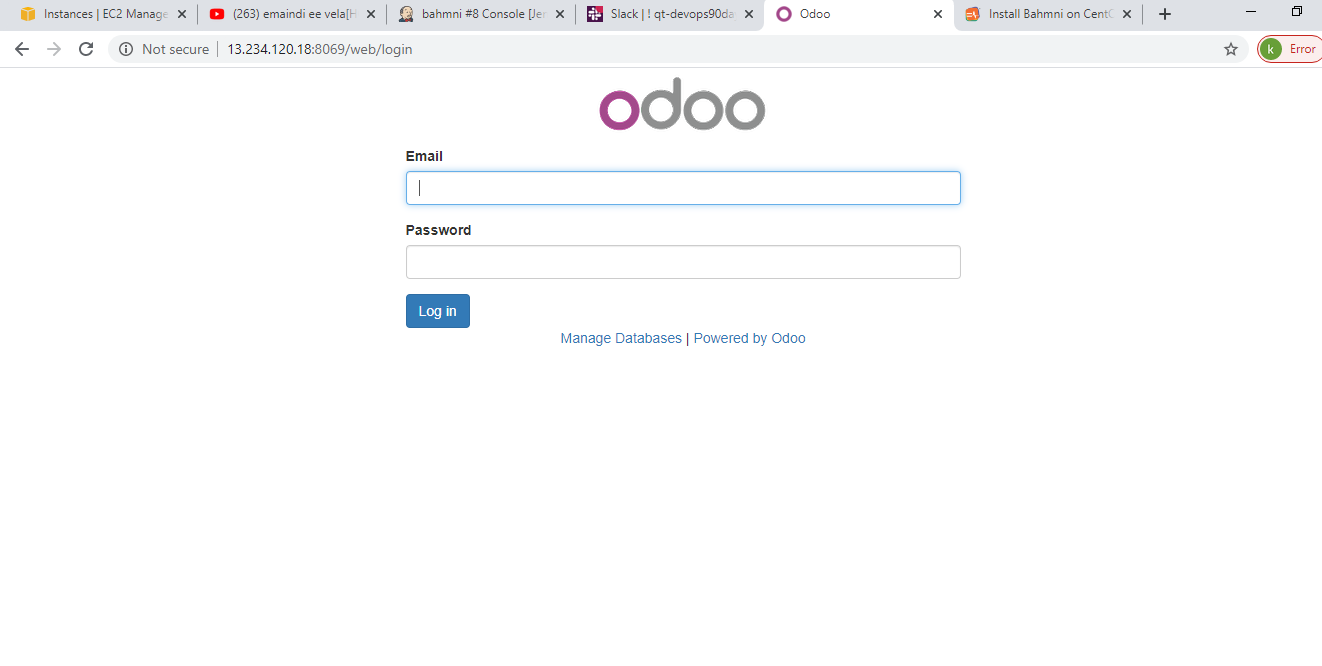 Instances | EC2 Manage
(263) emaindi ee vela[H
bahmni #8 Console [Jen
Slack | ! qt-devops90da
Odoo
Install Bahmni on CentO
Not secure
13.234.120.18:8069/web/login
k
Error
odoo
Email
Password
Log in
Manage Databases | Powered by Odoo